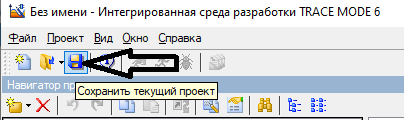 Без имени - Интегрированная среда разработки TRACE MODE 6
Файл Проект Вид Окно Справка
Навигатор
Сохранить текущий проект